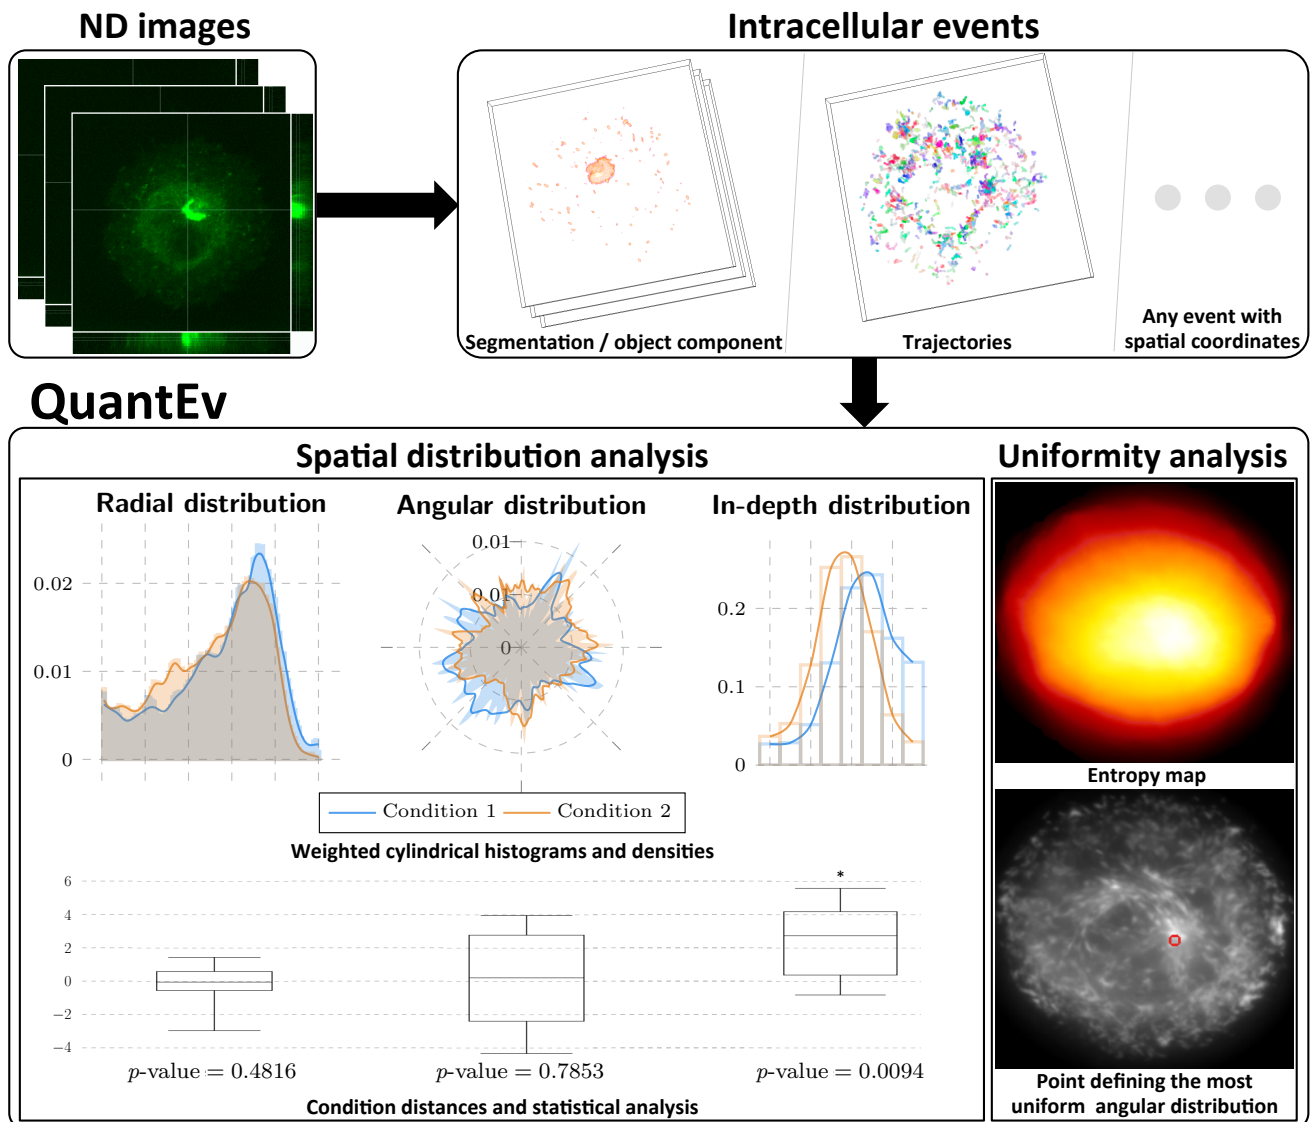 ND images
Intracellular events
Segmentation / object component
Trajectories
Any event with
spatial coordinates
QuantEv
Spatial distribution analysis
Uniformity analysis
Radial distribution
Angular distribution
In-depth distribution
0.02
0.01
0
0.01
0.01
0
0.2
0.1
0
Condition 1
Condition 2
Weighted cylindrical histograms and densities
Entropy map
6
4
2
0
−2
−4
*
p-value = 0.4816
p-value = 0.7853
p-value = 0.0094
Condition distances and statistical analysis
Point defining the most
uniform angular distribution